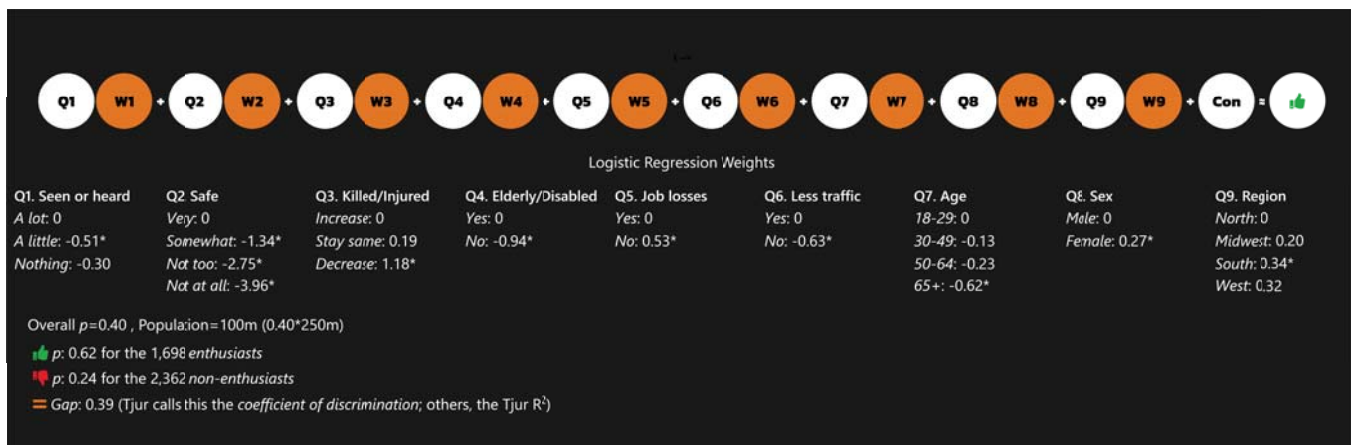 Q1 W1 + Q2 W2 + Q3 W3 + Q4 W4 + Q5 W5 + Q6 W6 + Q7 W7 + Q8 W8 + Q9 W9 + Con =
Logistic Regression Weights
Q1. Seen or heard
A lot: 0
A little: -0.51*
Nothing: -0.30
Q2 Safe
Very: 0
Somewhat: -1.34*
Not too: -2.75*
Not at all: -3.96*
Q3. Killed/Injured
Increase: 0
Stay same: 0.19
Decrease: 1.18*
Q4. Elderly/Disabled
Yes: 0
No: -0.94*
Q5. Job losses
Yes: 0
No: 0.53*
Q6. Less traffic
Yes: 0
No: -0.63*
Q7. Age
18-29: 0
30-49: -0.13
50-64: -0.23
65+: -0.62*
Q8. Sex
Male: 0
Female: 0.27*
Q9. Region
North: 0
Midwest: 0.20
South: 0.34*
West: 0.32
Overall p=0.40 , Population=100m (0.40*250m)
p: 0.62 for the 1,698 enthusiasts
p: 0.24 for the 2,362 non-enthusiasts
= Gap: 0.39 (Tjur calls this the coefficient of discrimination; others, the Tjur R²)